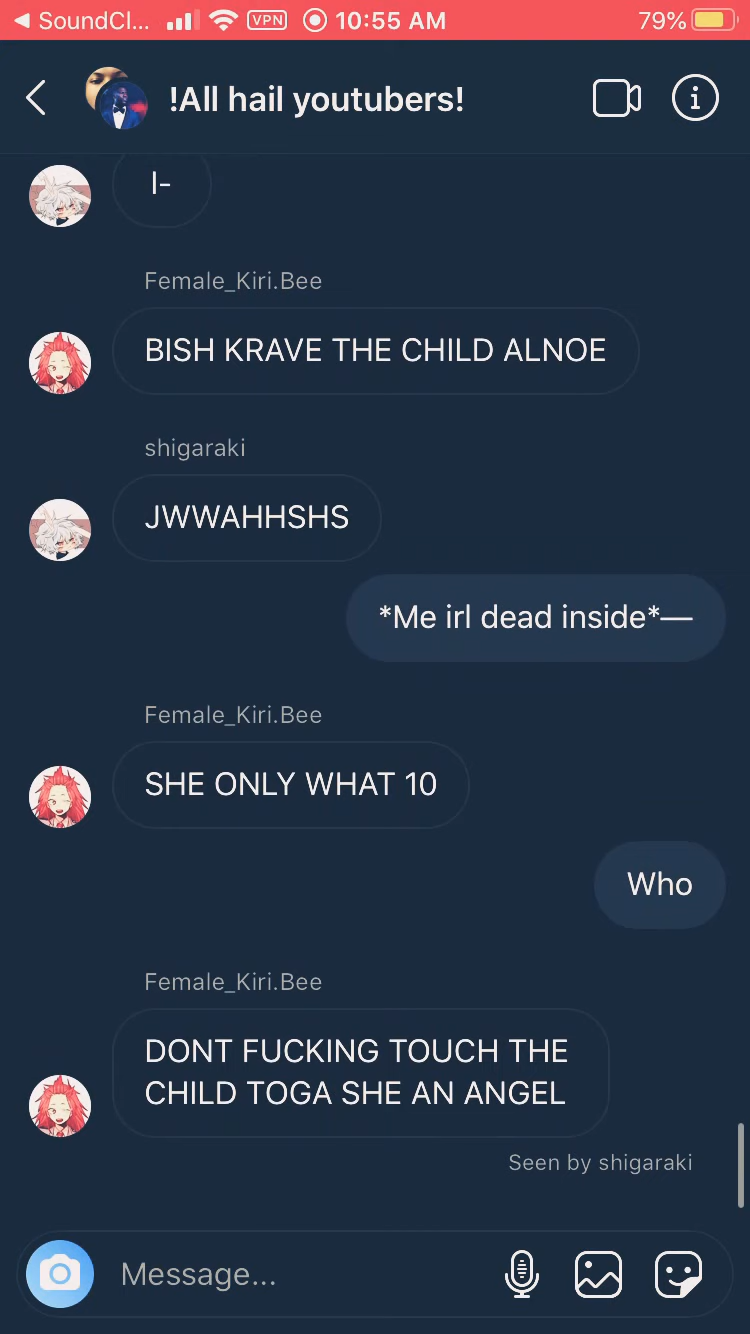 SoundCl... VPN 10:55 AM 79%
!All hail youtubers!
I-
Female_Kiri.Bee
BISH KRAVE THE CHILD ALNOE
shigaraki
JWWAHHSHS
*Me irl dead inside*—
Female_Kiri.Bee
SHE ONLY WHAT 10
Who
Female_Kiri.Bee
DONT FUCKING TOUCH THE
CHILD TOGA SHE AN ANGEL
Seen by shigaraki
Message...